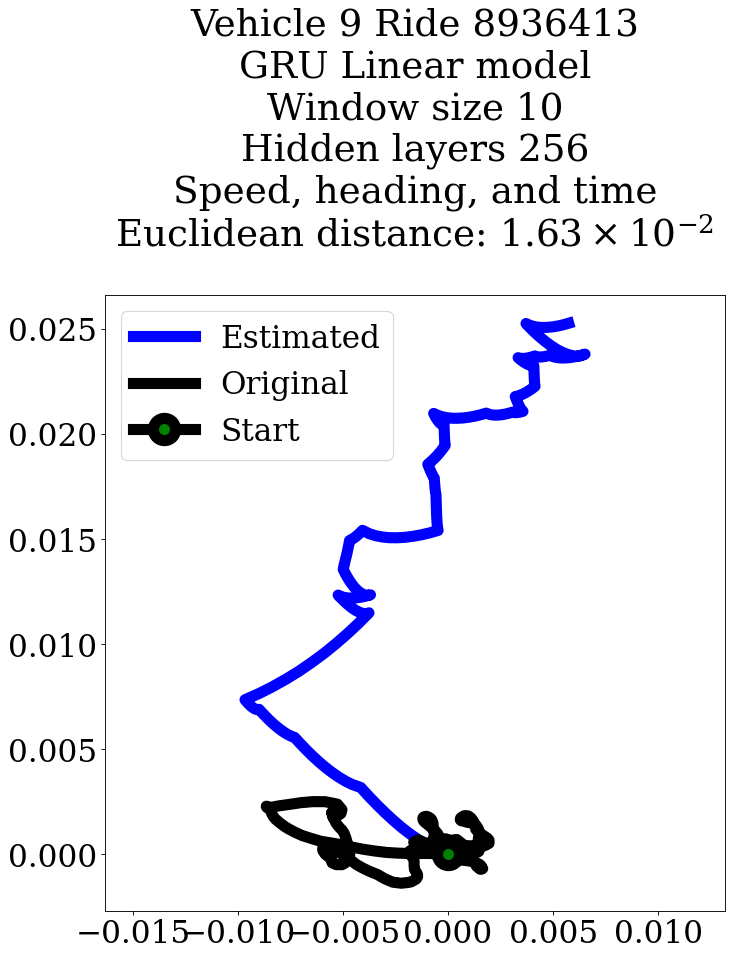 Vehicle 9 Ride 8936413
GRU Linear model
Window size 10
Hidden layers 256
Speed, heading, and time
Euclidean distance: 1.63 × 10⁻²
Estimated
Original
Start
0.025
0.020
0.015
0.010
0.005
0.000
−0.015 −0.010 −0.005 0.000 0.005 0.010